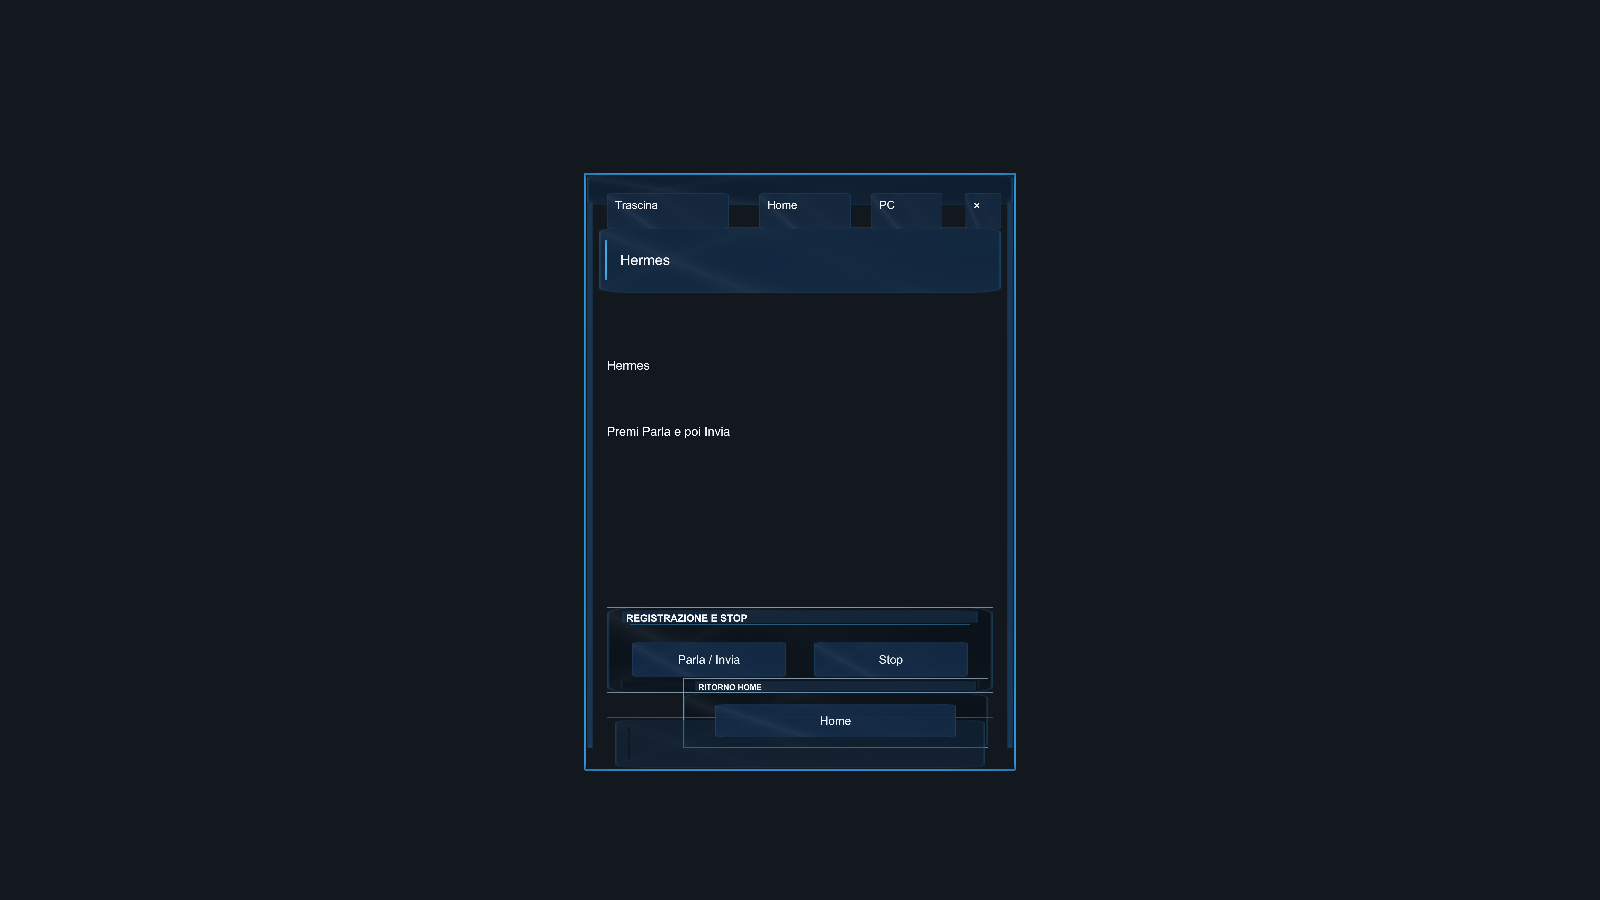 Trascina Home PC ×
Hermes
Hermes
Premi Parla e poi Invia
REGISTRAZIONE E STOP
Parla / Invia Stop
RITORNO HOME
Home